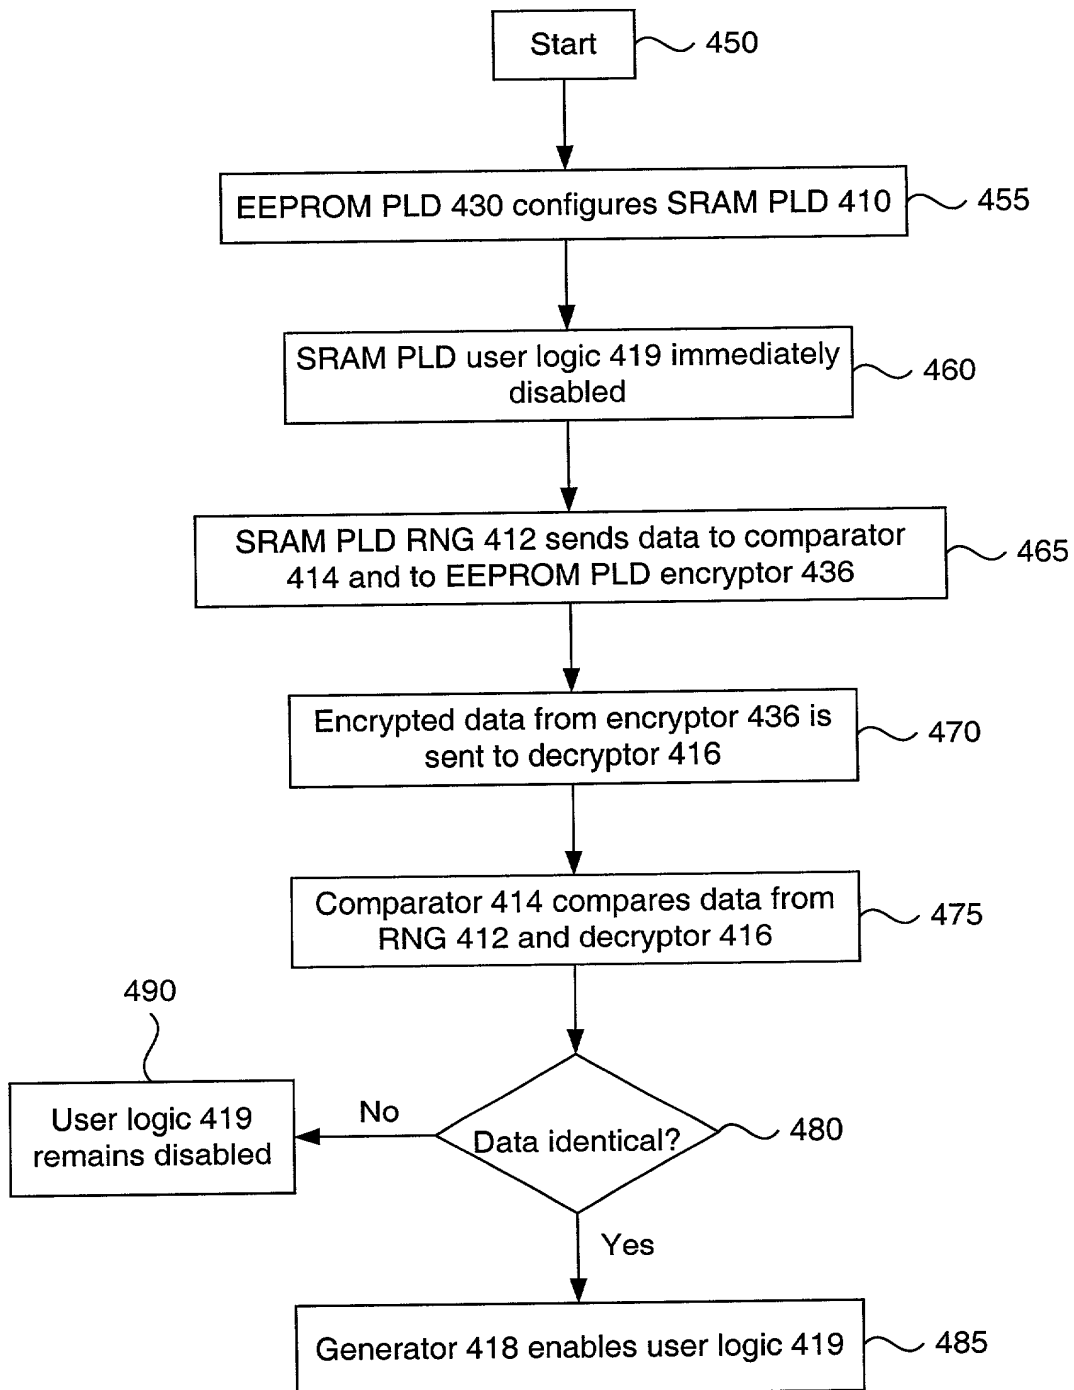 Start
450
EEPROM PLD 430 configures SRAM PLD 410
455
SRAM PLD user logic 419 immediately
disabled
460
SRAM PLD RNG 412 sends data to comparator
414 and to EEPROM PLD encryptor 436
465
Encrypted data from encryptor 436 is
sent to decryptor 416
470
Comparator 414 compares data from
RNG 412 and decryptor 416
475
490
User logic 419
remains disabled
No
Data identical?
480
Yes
Generator 418 enables user logic 419
485